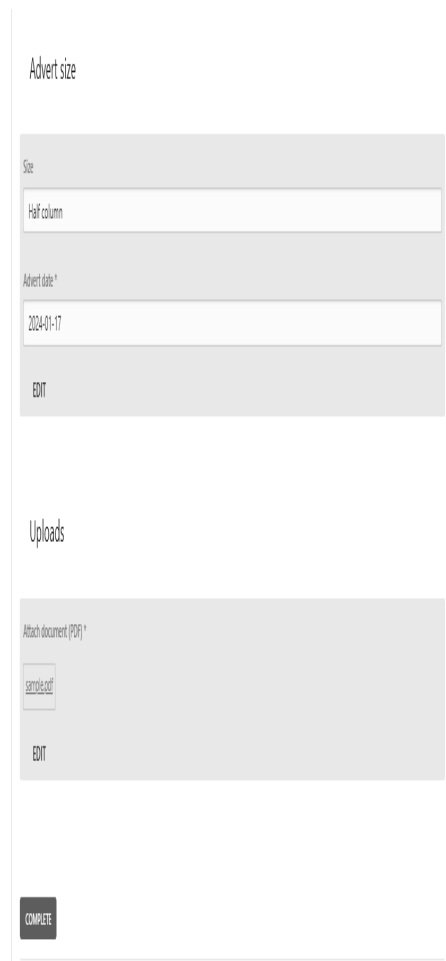 Advert size
Size
Half column
Advert date *
2024-01-17
EDIT
Uploads
Attach document (PDF) *
sample.pdf
EDIT
COMPLETE